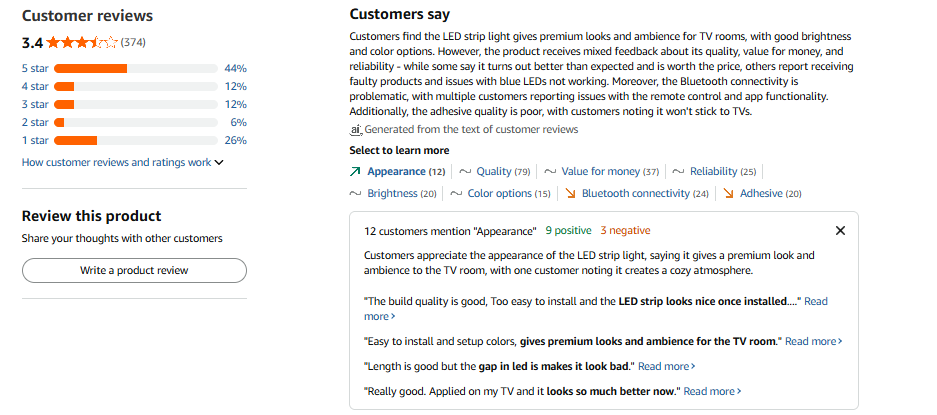 Customer reviews
3.4 (374)
5 star 44%
4 star 12%
3 star 12%
2 star 6%
1 star 26%
How customer reviews and ratings work
Review this product
Share your thoughts with other customers
Write a product review
Customers say
Customers find the LED strip light gives premium looks and ambience for TV rooms, with good brightness
and color options. However, the product receives mixed feedback about its quality, value for money, and
reliability - while some say it turns out better than expected and is worth the price, others report receiving
faulty products and issues with blue LEDs not working. Moreover, the Bluetooth connectivity is
problematic, with multiple customers reporting issues with the remote control and app functionality.
Additionally, the adhesive quality is poor, with customers noting it won't stick to TVs.
ai Generated from the text of customer reviews
Select to learn more
Appearance (12) Quality (79) Value for money (37) Reliability (25)
Brightness (20) Color options (15) Bluetooth connectivity (24) Adhesive (20)
12 customers mention "Appearance" 9 positive 3 negative
Customers appreciate the appearance of the LED strip light, saying it gives a premium look and
ambience to the TV room, with one customer noting it creates a cozy atmosphere.
"The build quality is good, Too easy to install and the LED strip looks nice once installed...." Read
more
"Easy to install and setup colors, gives premium looks and ambience for the TV room." Read more
"Length is good but the gap in led is makes it look bad." Read more
"Really good. Applied on my TV and it looks so much better now." Read more